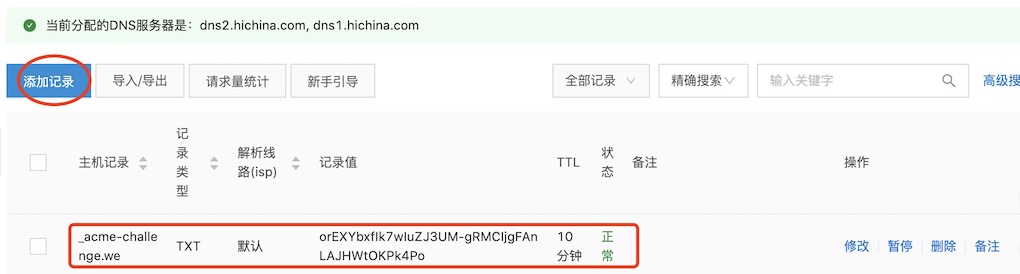 当前分配的DNS服务器是：dns2.hichina.com, dns1.hichina.com
添加记录 导入/导出 请求量统计 新手引导 全部记录 精确搜索 输入关键字 高级搜
主机记录 记录类型 解析线路(isp) 记录值 TTL 状态 备注 操作
_acme-challenge.we TXT 默认 orEXYbxfIk7wIuZJ3UM-gRMCIjgFAnLAJHWtOKPk4Po 10分钟 正常 修改 暂停 删除 备注